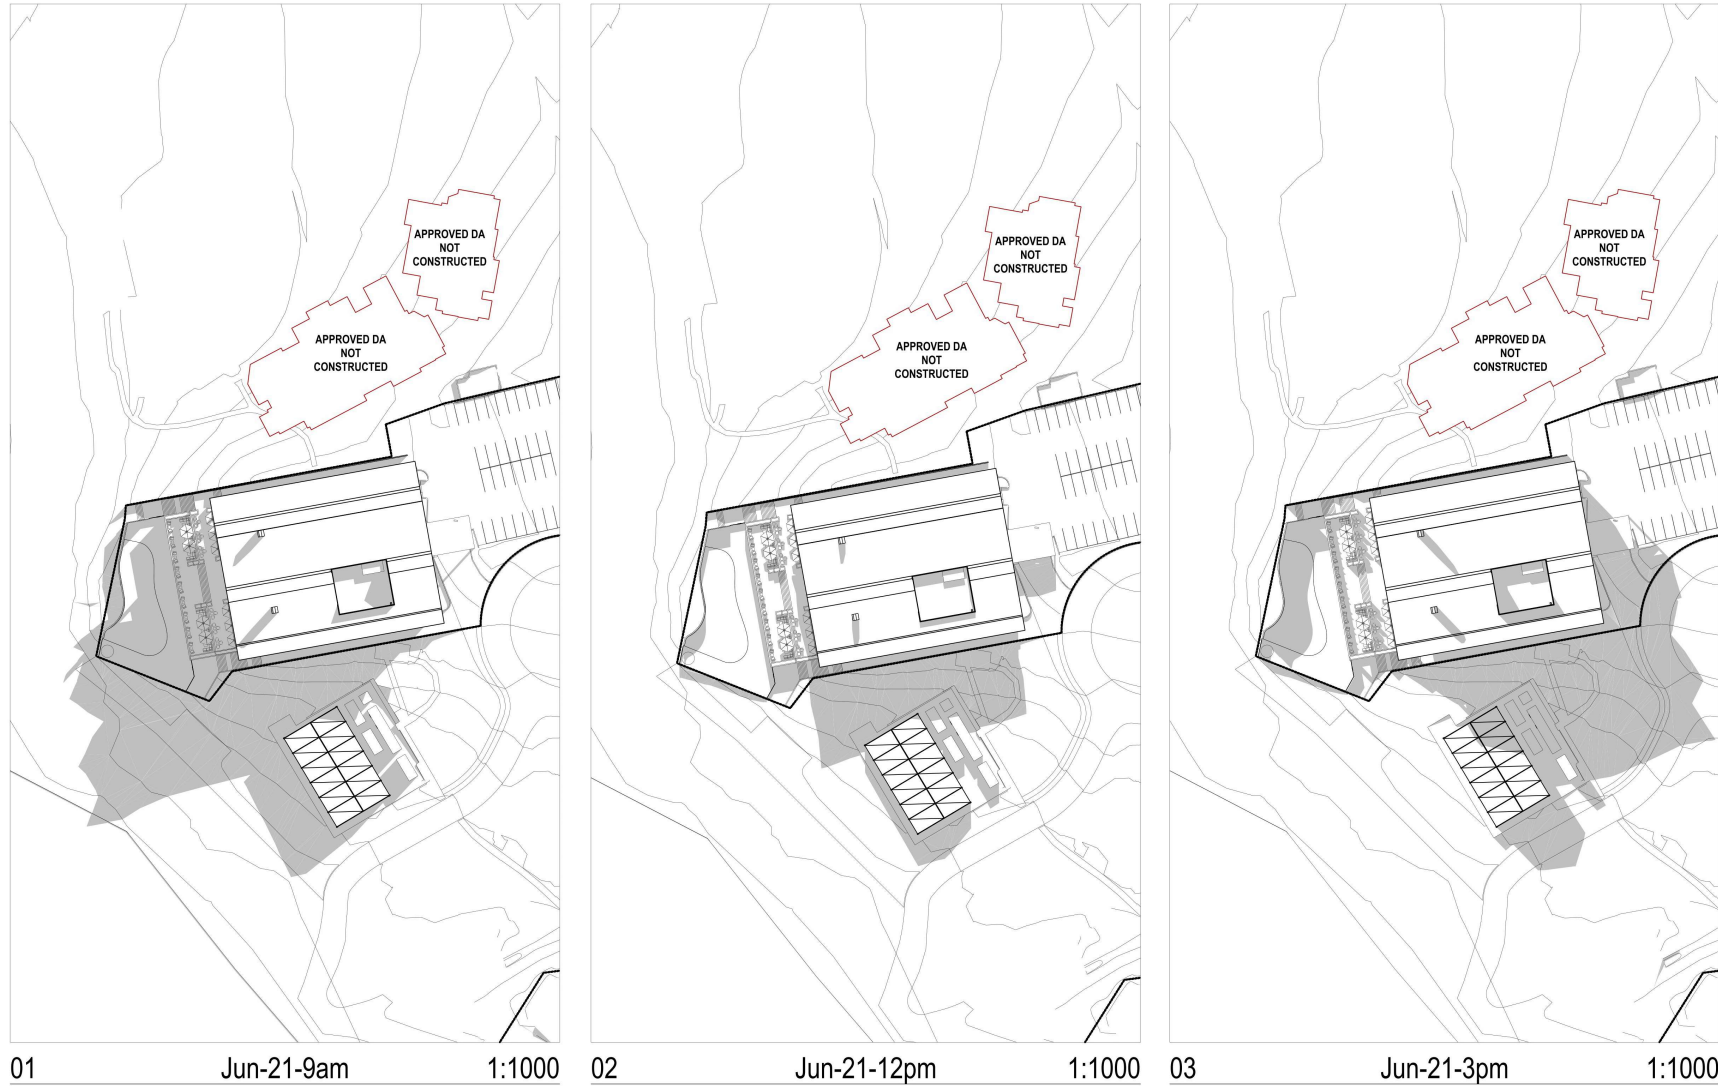 APPROVED DA
NOT
CONSTRUCTED
APPROVED DA
NOT
CONSTRUCTED
01 Jun-21-9am 1:1000
APPROVED DA
NOT
CONSTRUCTED
APPROVED DA
NOT
CONSTRUCTED
02 Jun-21-12pm 1:1000
APPROVED DA
NOT
CONSTRUCTED
APPROVED DA
NOT
CONSTRUCTED
03 Jun-21-3pm 1:1000